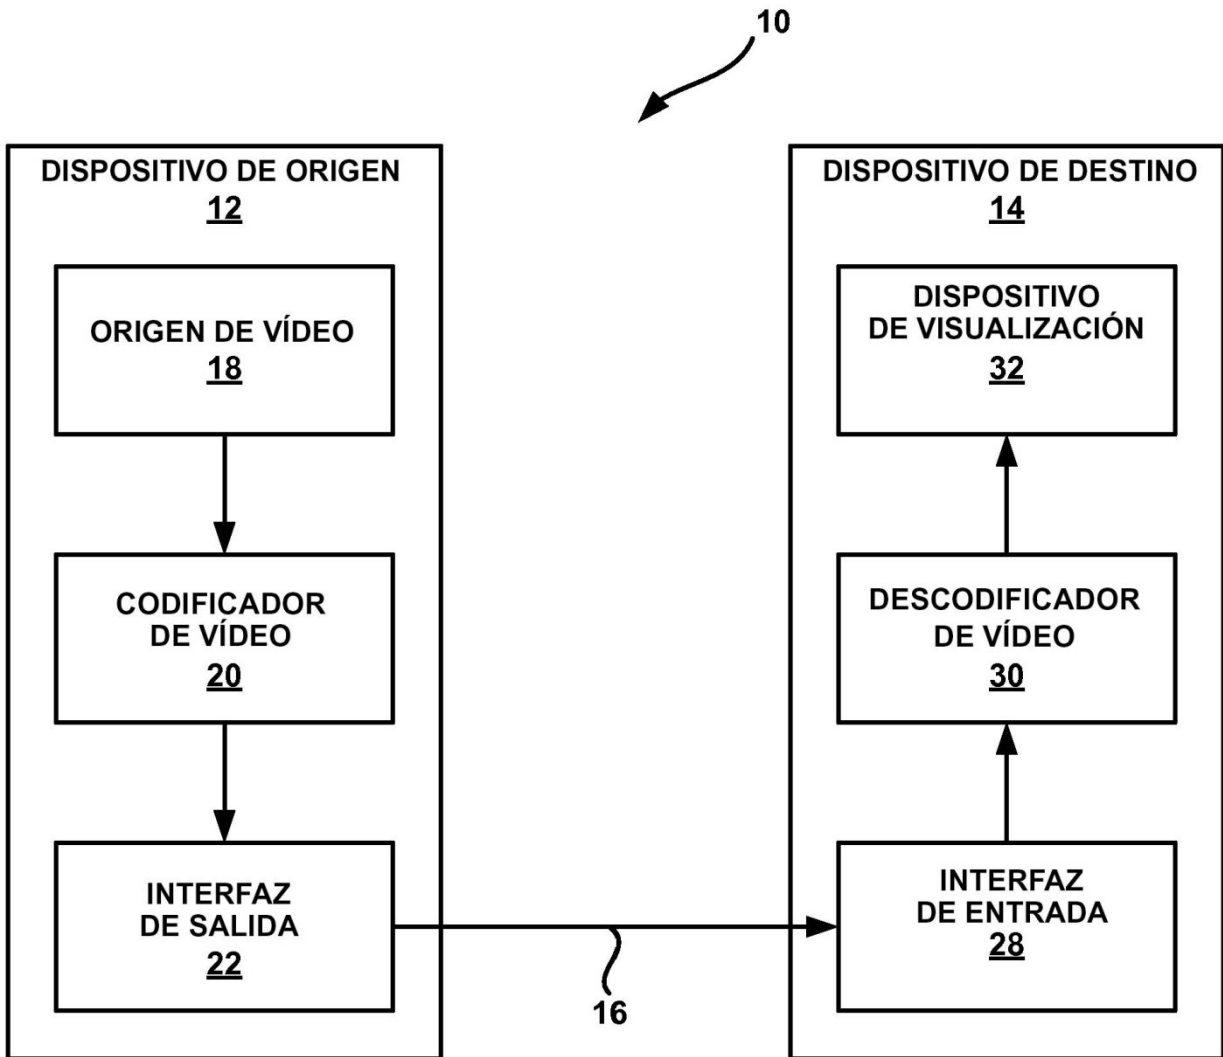 10
DISPOSITIVO DE ORIGEN
12
ORIGEN DE VÍDEO
18
CODIFICADOR
DE VÍDEO
20
INTERFAZ
DE SALIDA
22
16
DISPOSITIVO DE DESTINO
14
DISPOSITIVO
DE VISUALIZACIÓN
32
DESCODIFICADOR
DE VÍDEO
30
INTERFAZ
DE ENTRADA
28